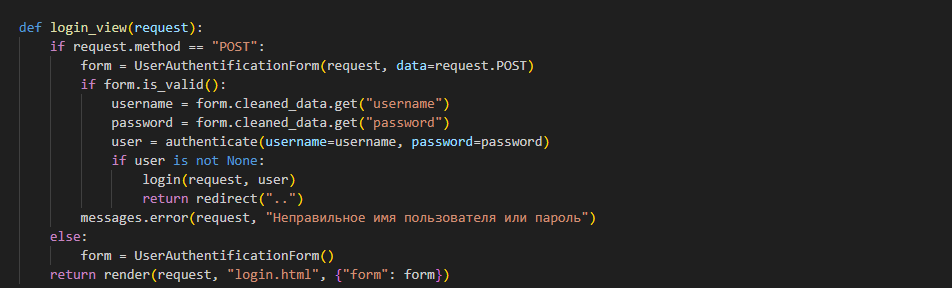 def login_view(request):
    if request.method == "POST":
        form = UserAuthentificationForm(request, data=request.POST)
        if form.is_valid():
            username = form.cleaned_data.get("username")
            password = form.cleaned_data.get("password")
            user = authenticate(username=username, password=password)
            if user is not None:
                login(request, user)
                return redirect("..")
        messages.error(request, "Неправильное имя пользователя или пароль")
    else:
        form = UserAuthentificationForm()
    return render(request, "login.html", {"form": form})